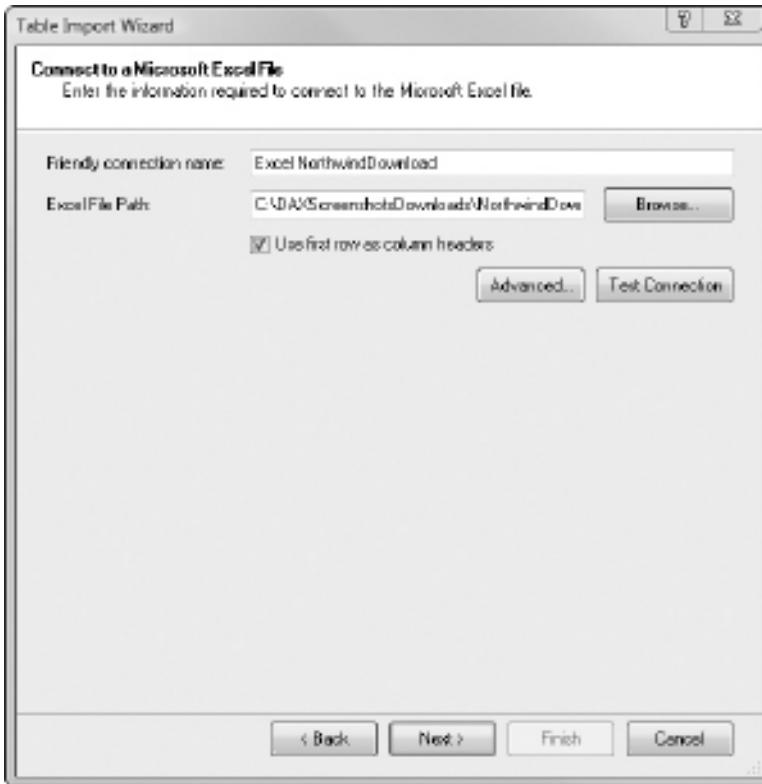 Table Import Wizard
Connect to a Microsoft Excel File
Enter the information required to connect to the Microsoft Excel file.
Friendly connection name: Excel NorthwindDownload
Excel File Path: C:\DAX\ScreenshotsDownloads\NorthwindDow Browse...
Use first row as column headers
Advanced... Test Connection
< Back Next > Finish Cancel